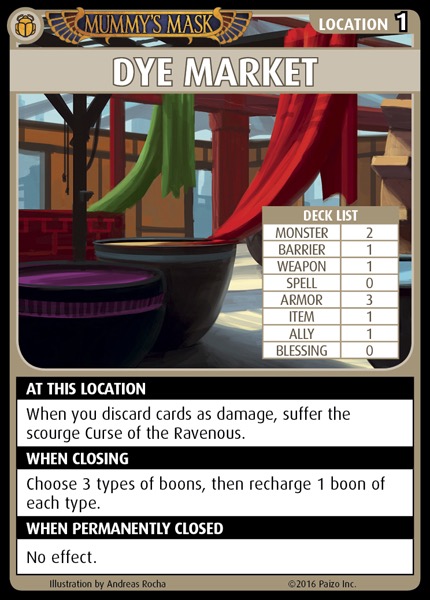 MUMMY'S MASK
LOCATION 1
DYE MARKET
DECK LIST
MONSTER 2
BARRIER 1
WEAPON 1
SPELL 0
ARMOR 3
ITEM 1
ALLY 1
BLESSING 0
AT THIS LOCATION
When you discard cards as damage, suffer the
scourge Curse of the Ravenous.
WHEN CLOSING
Choose 3 types of boons, then recharge 1 boon of
each type.
WHEN PERMANENTLY CLOSED
No effect.
Illustration by Andreas Rocha ©2016 Paizo Inc.